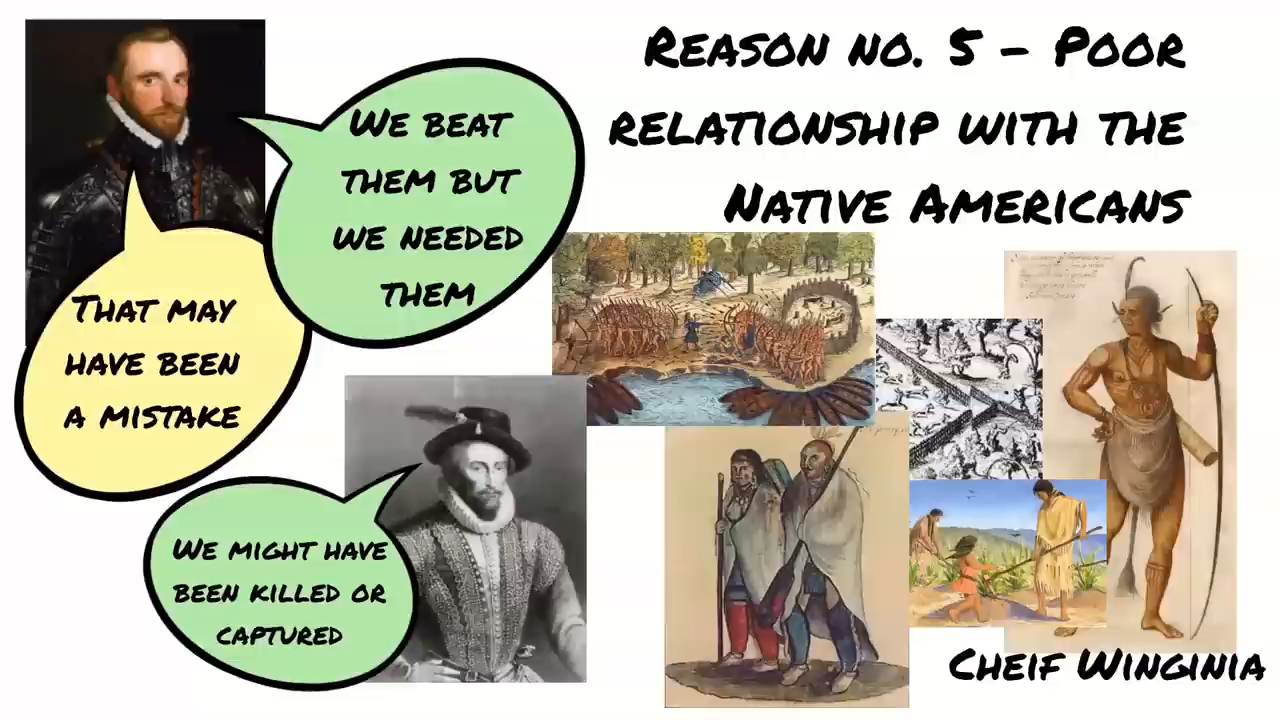 Reason no. 5 - Poor
relationship with the
Native Americans
We beat
them but
we needed
them
That may
have been
a mistake
We might have
been killed or
captured
Cheif Winginia